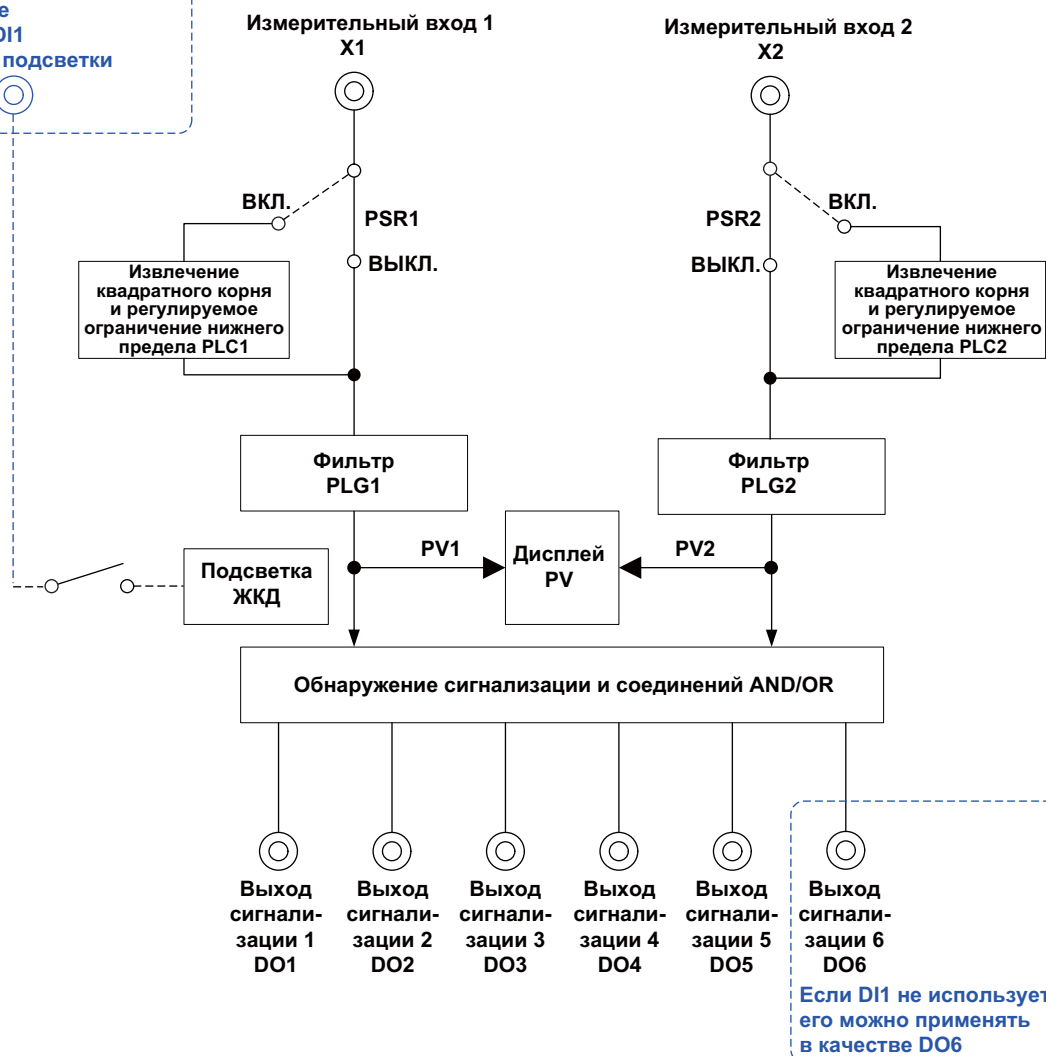 е
DI1
подсветки
Измерительный вход 1
X1
Измерительный вход 2
X2
ВКЛ.
PSR1
ВЫКЛ.
Извлечение
квадратного корня
и регулируемое
ограничение нижнего
предела PLC1
PSR2
ВКЛ.
ВЫКЛ.
Извлечение
квадратного корня
и регулируемое
ограничение нижнего
предела PLC2
Фильтр
PLG1
Фильтр
PLG2
PV1
Дисплей
PV
PV2
Подсветка
ЖКД
Обнаружение сигнализации и соединений AND/OR
Выход
сигнали-
зации 1
DO1
Выход
сигнали-
зации 2
DO2
Выход
сигнали-
зации 3
DO3
Выход
сигнали-
зации 4
DO4
Выход
сигнали-
зации 5
DO5
Выход
сигнали-
зации 6
DO6
Если DI1 не использует
его можно применять
в качестве DO6